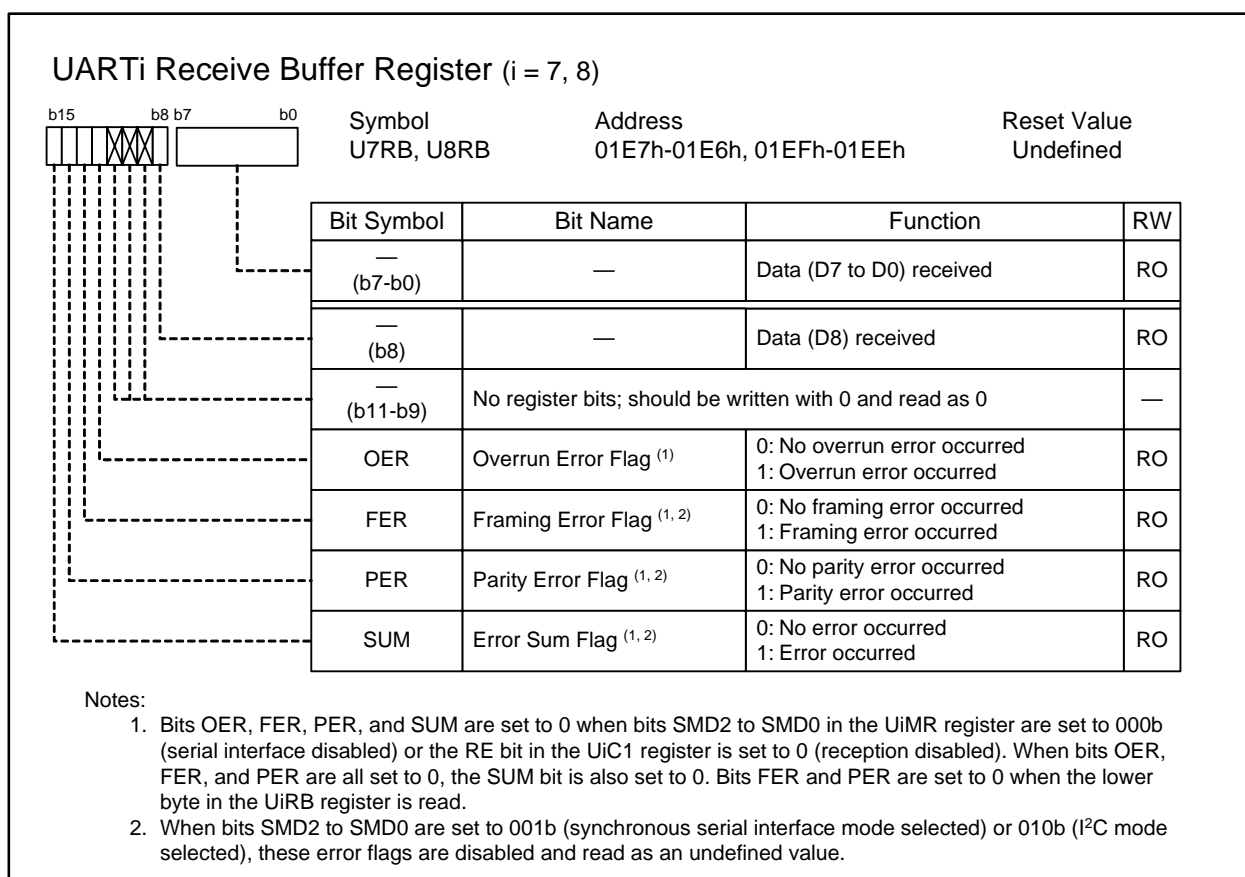 UARTi Receive Buffer Register (i = 7, 8)
b15 b8 b7 b0
Symbol Address Reset Value
U7RB, U8RB 01E7h-01E6h, 01EFh-01EEh Undefined
Bit Symbol Bit Name Function RW
—
(b7-b0) — Data (D7 to D0) received RO
—
(b8) — Data (D8) received RO
—
(b11-b9) No register bits; should be written with 0 and read as 0 —
OER Overrun Error Flag (1) 0: No overrun error occurred
1: Overrun error occurred RO
FER Framing Error Flag (1, 2) 0: No framing error occurred
1: Framing error occurred RO
PER Parity Error Flag (1, 2) 0: No parity error occurred
1: Parity error occurred RO
SUM Error Sum Flag (1, 2) 0: No error occurred
1: Error occurred RO
Notes:
1. Bits OER, FER, PER, and SUM are set to 0 when bits SMD2 to SMD0 in the UiMR register are set to 000b
(serial interface disabled) or the RE bit in the UiC1 register is set to 0 (reception disabled). When bits OER,
FER, and PER are all set to 0, the SUM bit is also set to 0. Bits FER and PER are set to 0 when the lower
byte in the UiRB register is read.
2. When bits SMD2 to SMD0 are set to 001b (synchronous serial interface mode selected) or 010b (I²C mode
selected), these error flags are disabled and read as an undefined value.